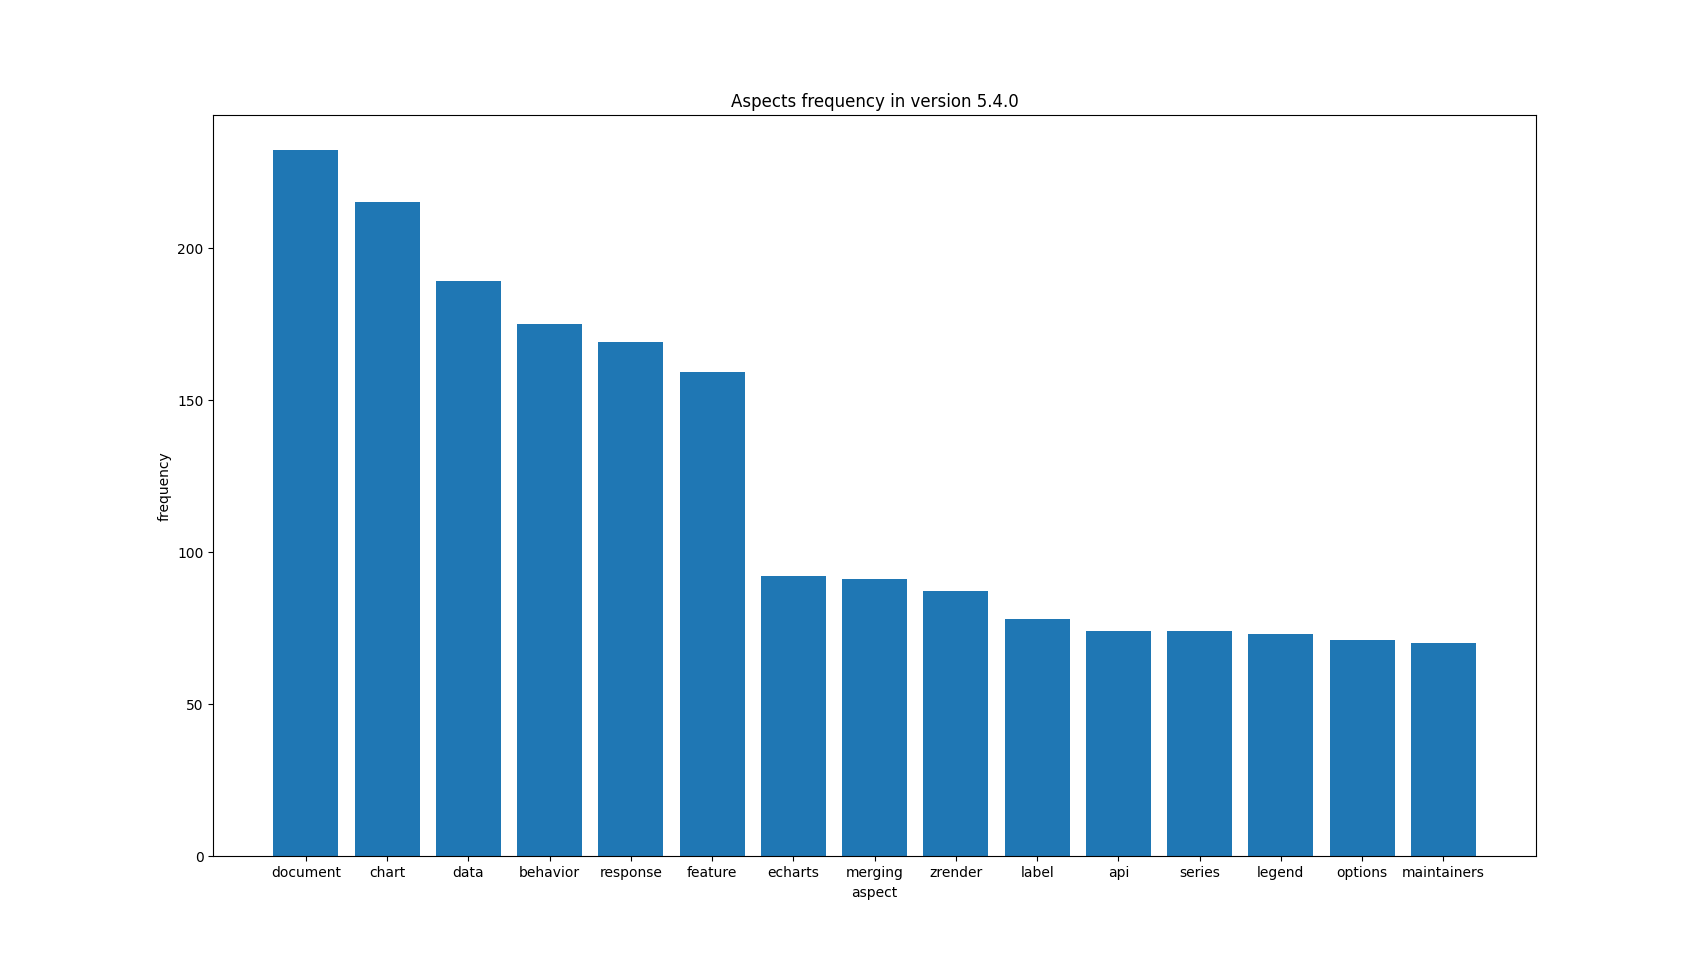 Aspects frequency in version 5.4.0
frequency
200
150
100
50
0
document chart data behavior response feature echarts merging zrender label api series legend options maintainers
aspect